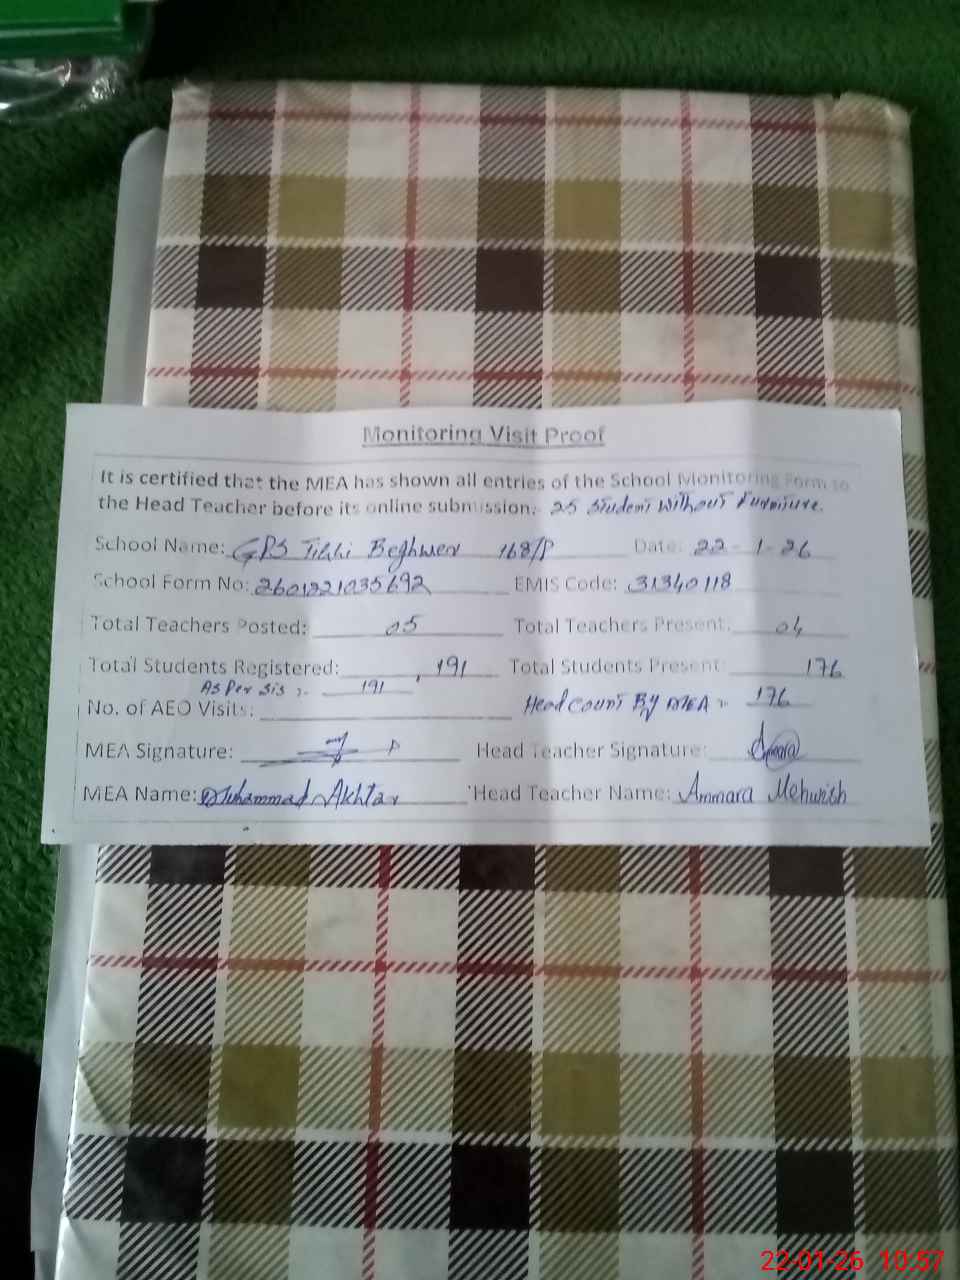 Monitoring Visit Proof
It is certified that the MEA has shown all entries of the School Monitoring Form to
the Head Teacher before its online submission. 25 Student Without Furniture.
School Name: GPS Tibbi Beghwer 168/P Date: 22-1-26
School Form No: 2601221035692 EMIS Code: 31340118
Total Teachers Posted: 05 Total Teachers Present: 04
Total Students Registered: 191 Total Students Present: 176
As Per Sis :- 191
No. of AEO Visits: Head Count By MEA :- 176
MEA Signature: Head Teacher Signature: Amara
MEA Name: Muhammad Akhtar Head Teacher Name: Ammara Mehwish
22-01-26 10:57